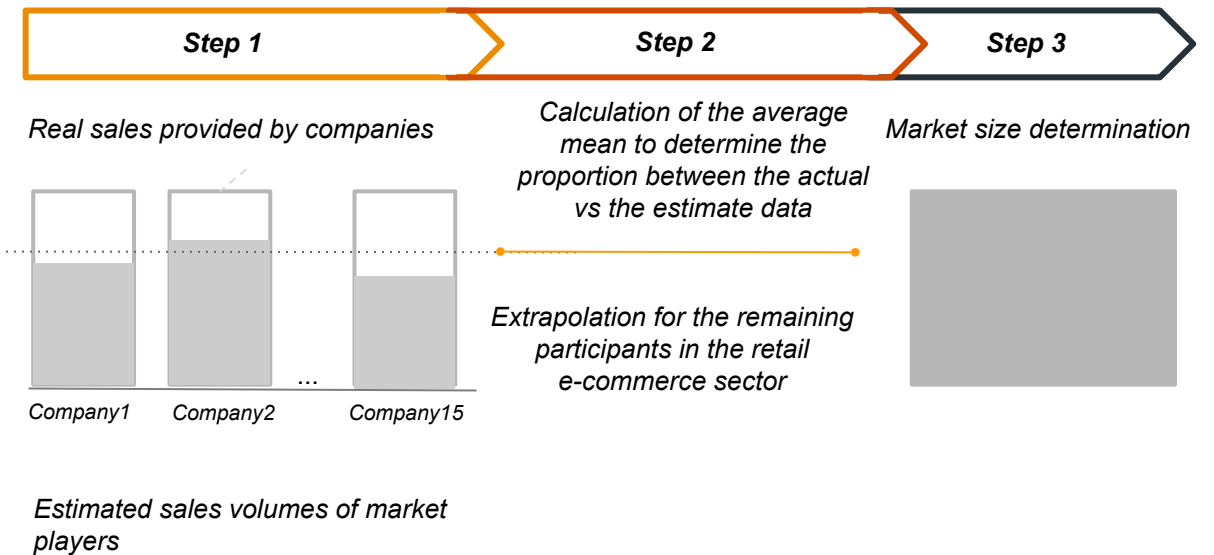 Step 1
Step 2
Step 3
Real sales provided by companies
Calculation of the average
mean to determine the
proportion between the actual
vs the estimate data
Market size determination
Extrapolation for the remaining
participants in the retail
e-commerce sector
...
Company1
Company2
Company15
Estimated sales volumes of market
players